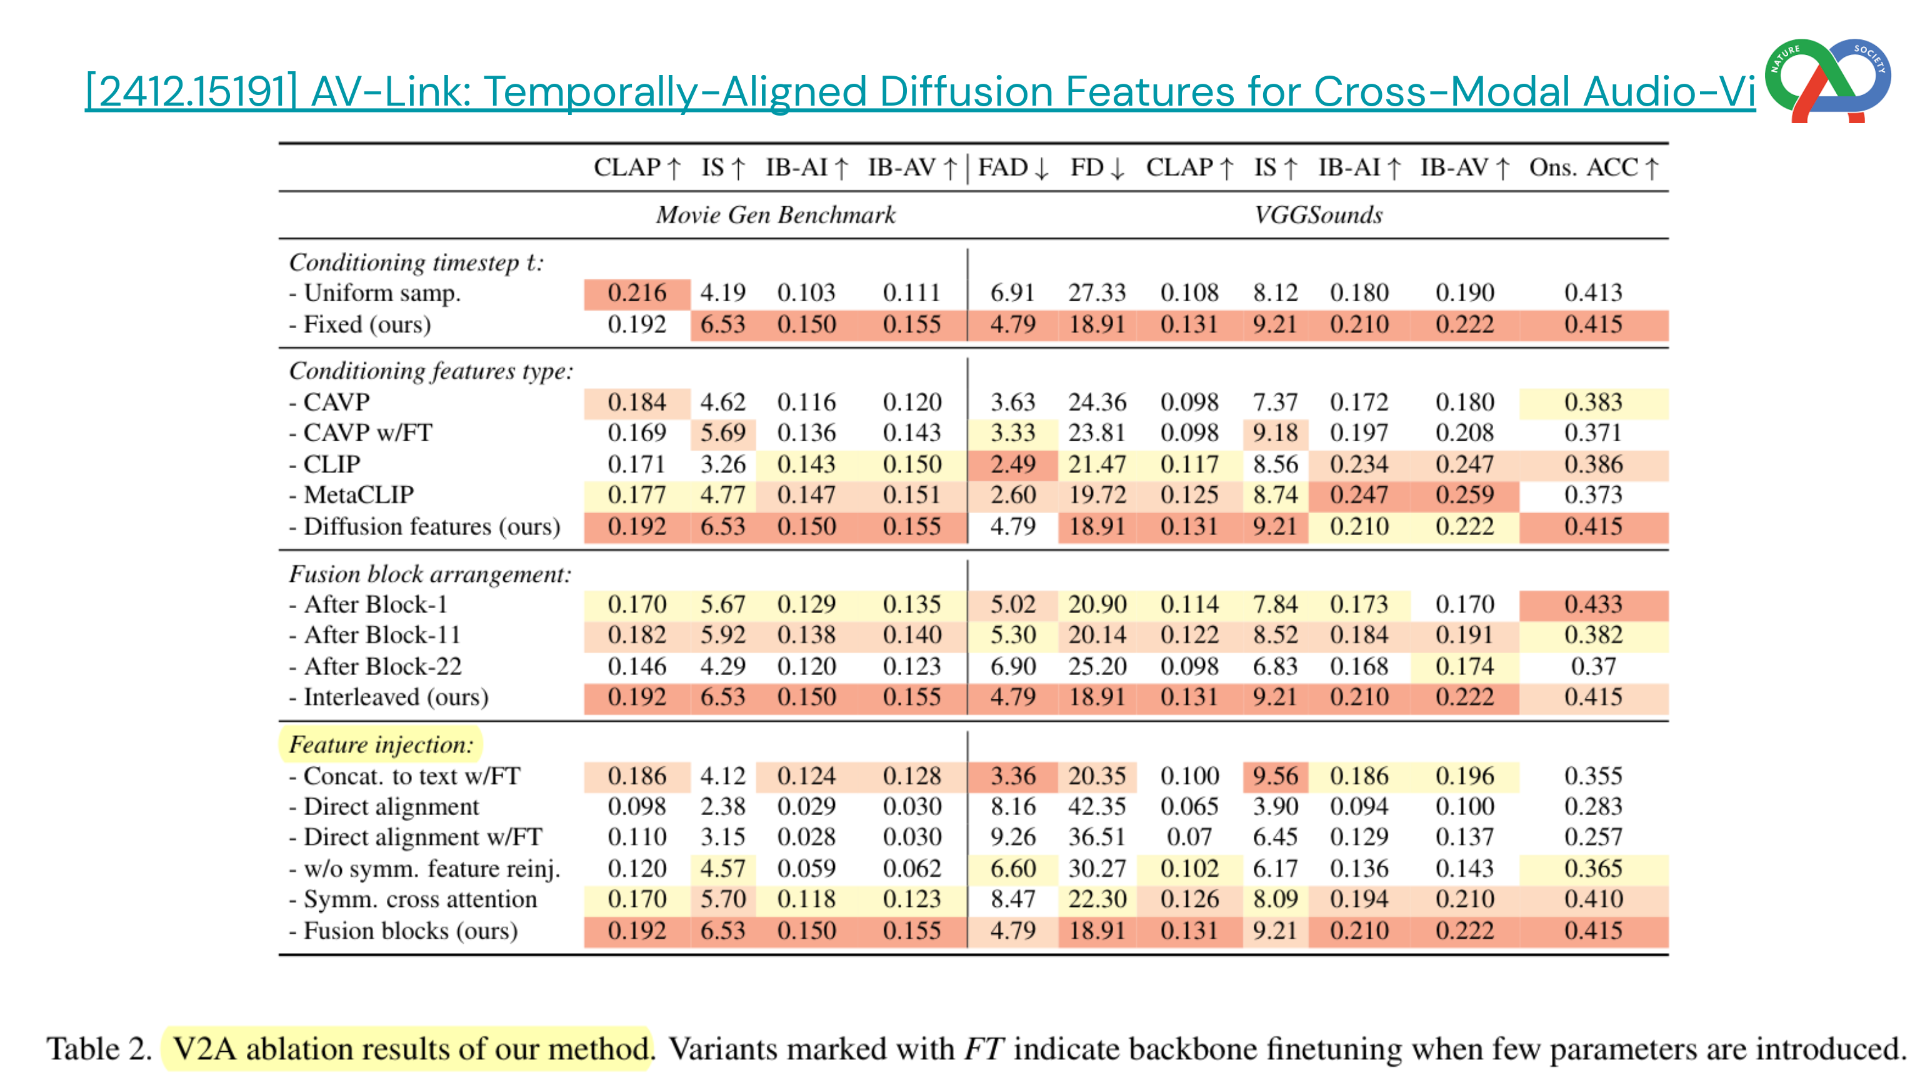 [2412.15191] AV-Link: Temporally-Aligned Diffusion Features for Cross-Modal Audio-Vi
NATURE SOCIETY
CLAP ↑ IS ↑ IB-AI ↑ IB-AV ↑ FAD ↓ FD ↓ CLAP ↑ IS ↑ IB-AI ↑ IB-AV ↑ Ons. ACC ↑
Movie Gen Benchmark VGGSounds
Conditioning timestep t:
- Uniform samp. 0.216 4.19 0.103 0.111 6.91 27.33 0.108 8.12 0.180 0.190 0.413
- Fixed (ours) 0.192 6.53 0.150 0.155 4.79 18.91 0.131 9.21 0.210 0.222 0.415
Conditioning features type:
- CAVP 0.184 4.62 0.116 0.120 3.63 24.36 0.098 7.37 0.172 0.180 0.383
- CAVP w/FT 0.169 5.69 0.136 0.143 3.33 23.81 0.098 9.18 0.197 0.208 0.371
- CLIP 0.171 3.26 0.143 0.150 2.49 21.47 0.117 8.56 0.234 0.247 0.386
- MetaCLIP 0.177 4.77 0.147 0.151 2.60 19.72 0.125 8.74 0.247 0.259 0.373
- Diffusion features (ours) 0.192 6.53 0.150 0.155 4.79 18.91 0.131 9.21 0.210 0.222 0.415
Fusion block arrangement:
- After Block-1 0.170 5.67 0.129 0.135 5.02 20.90 0.114 7.84 0.173 0.170 0.433
- After Block-11 0.182 5.92 0.138 0.140 5.30 20.14 0.122 8.52 0.184 0.191 0.382
- After Block-22 0.146 4.29 0.120 0.123 6.90 25.20 0.098 6.83 0.168 0.174 0.37
- Interleaved (ours) 0.192 6.53 0.150 0.155 4.79 18.91 0.131 9.21 0.210 0.222 0.415
Feature injection:
- Concat. to text w/FT 0.186 4.12 0.124 0.128 3.36 20.35 0.100 9.56 0.186 0.196 0.355
- Direct alignment 0.098 2.38 0.029 0.030 8.16 42.35 0.065 3.90 0.094 0.100 0.283
- Direct alignment w/FT 0.110 3.15 0.028 0.030 9.26 36.51 0.07 6.45 0.129 0.137 0.257
- w/o symm. feature reinj. 0.120 4.57 0.059 0.062 6.60 30.27 0.102 6.17 0.136 0.143 0.365
- Symm. cross attention 0.170 5.70 0.118 0.123 8.47 22.30 0.126 8.09 0.194 0.210 0.410
- Fusion blocks (ours) 0.192 6.53 0.150 0.155 4.79 18.91 0.131 9.21 0.210 0.222 0.415
Table 2. V2A ablation results of our method. Variants marked with FT indicate backbone finetuning when few parameters are introduced.